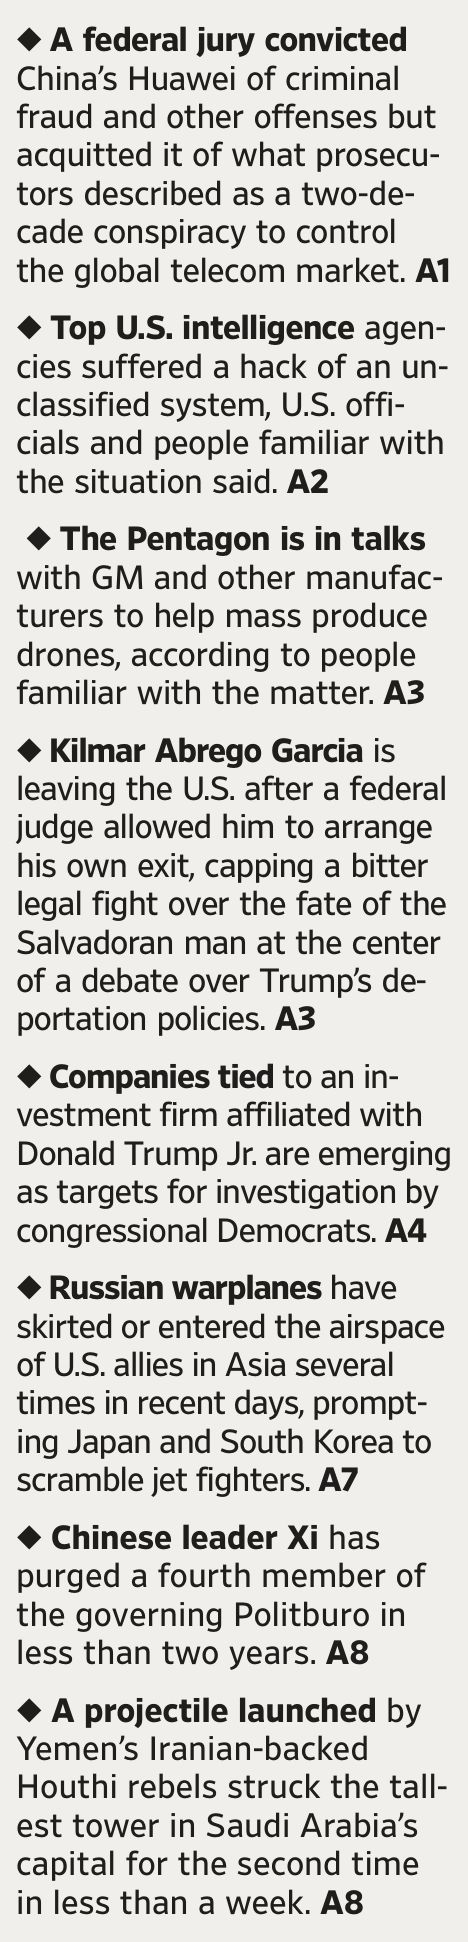 ◆ A federal jury convicted
China's Huawei of criminal
fraud and other offenses but
acquitted it of what prosecu-
tors described as a two-de-
cade conspiracy to control
the global telecom market. A1
◆ Top U.S. intelligence agen-
cies suffered a hack of an un-
classified system, U.S. offi-
cials and people familiar with
the situation said. A2
◆ The Pentagon is in talks
with GM and other manufac-
turers to help mass produce
drones, according to people
familiar with the matter. A3
◆ Kilmar Abrego Garcia is
leaving the U.S. after a federal
judge allowed him to arrange
his own exit, capping a bitter
legal fight over the fate of the
Salvadoran man at the center
of a debate over Trump's de-
portation policies. A3
◆ Companies tied to an in-
vestment firm affiliated with
Donald Trump Jr. are emerging
as targets for investigation by
congressional Democrats. A4
◆ Russian warplanes have
skirted or entered the airspace
of U.S. allies in Asia several
times in recent days, prompt-
ing Japan and South Korea to
scramble jet fighters. A7
◆ Chinese leader Xi has
purged a fourth member of
the governing Politburo in
less than two years. A8
◆ A projectile launched by
Yemen's Iranian-backed
Houthi rebels struck the tall-
est tower in Saudi Arabia's
capital for the second time
in less than a week. A8